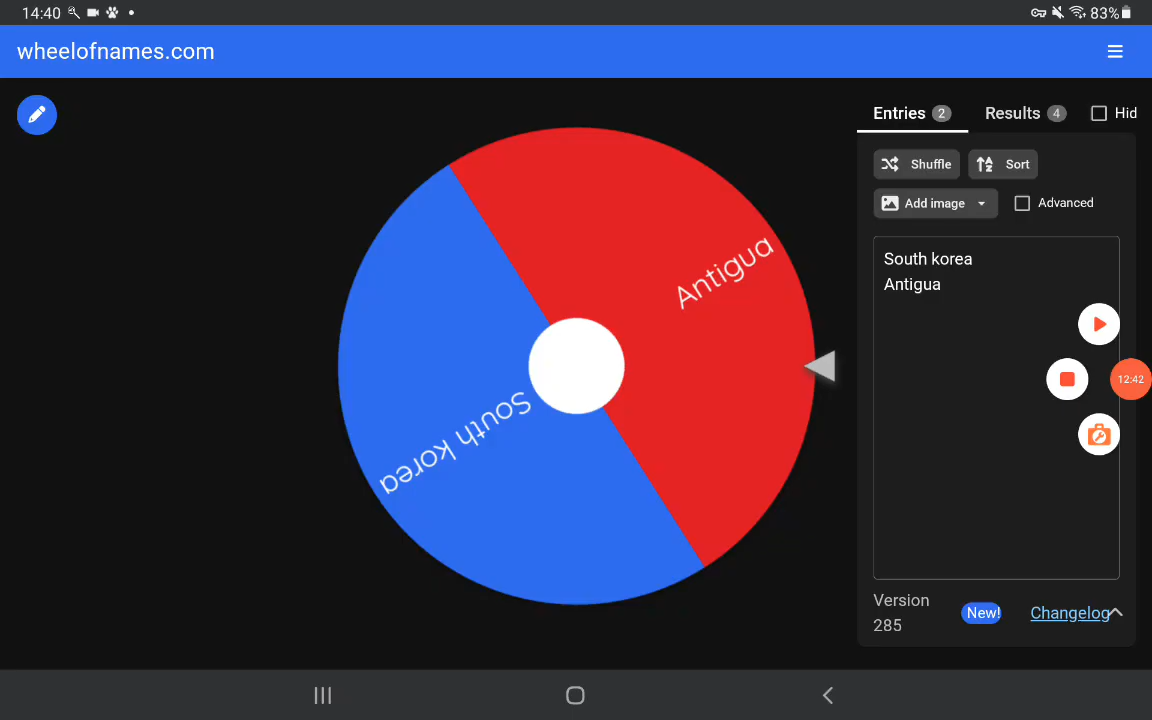 14:40
83%
wheelofnames.com
Entries 2 Results 4 Hid
Shuffle Sort
Add image Advanced
South korea
Antigua
Antigua
South korea
12:42
Version 285 New! Changelog